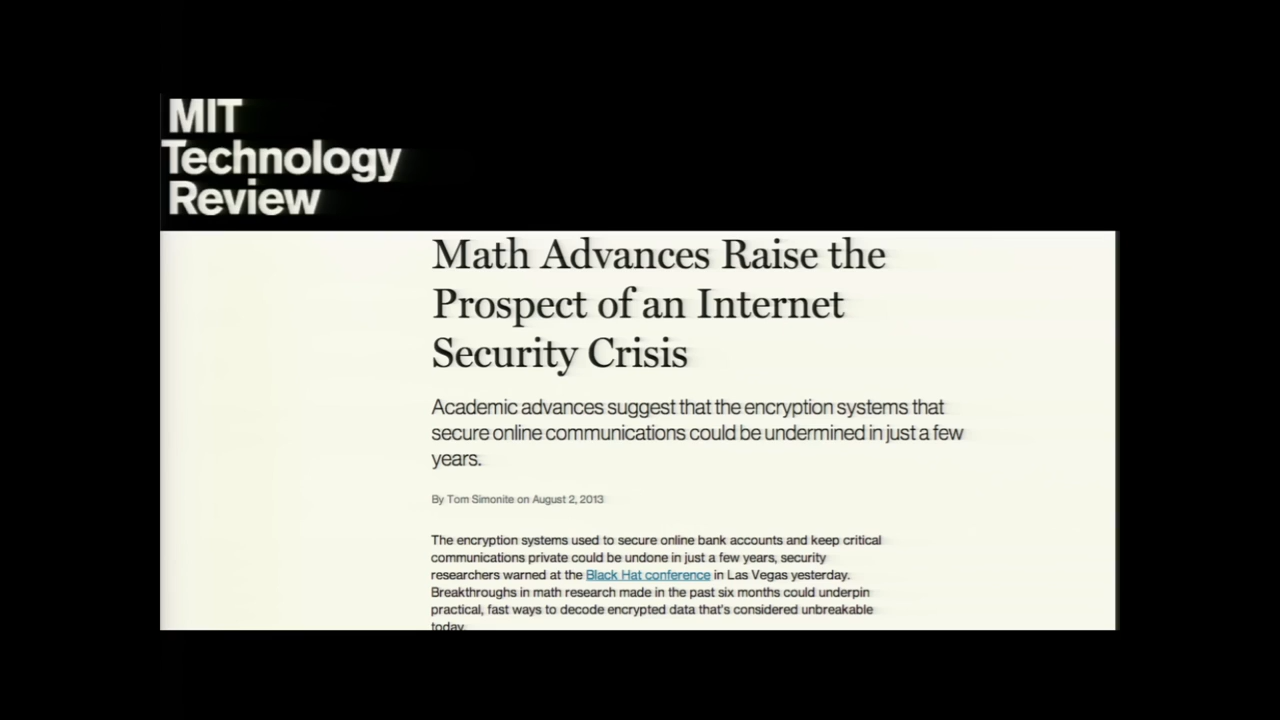 MIT
Technology
Review
Math Advances Raise the
Prospect of an Internet
Security Crisis
Academic advances suggest that the encryption systems that
secure online communications could be undermined in just a few
years.
By Tom Simonite on August 2, 2013
The encryption systems used to secure online bank accounts and keep critical
communications private could be undone in just a few years, security
researchers warned at the Black Hat conference in Las Vegas yesterday.
Breakthroughs in math research made in the past six months could underpin
practical, fast ways to decode encrypted data that's considered unbreakable
today.